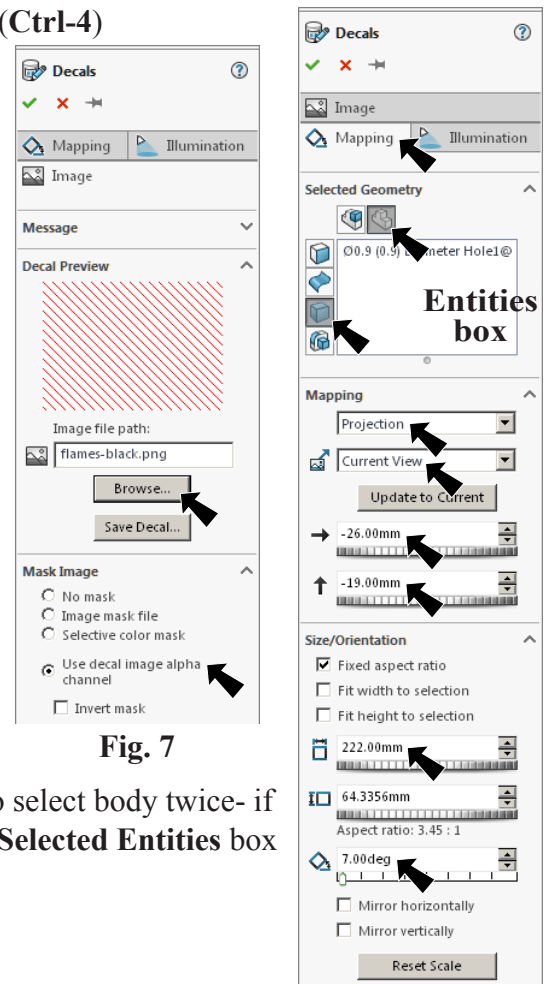 (Ctrl-4)
Decals
Mapping
Illumination
Image
Message
Decal Preview
Image file path:
flames-black.png
Browse...
Save Decal...
Mask Image
No mask
Image mask file
Selective color mask
Use decal image alpha
channel
Invert mask
Fig. 7
select body twice- if
Selected Entities box
Decals
Image
Mapping
Illumination
Selected Geometry
Ø0.9 (0.9) Hole1@
Entities
box
Mapping
Projection
Current View
Update to Current
-26.00mm
-19.00mm
Size/Orientation
Fixed aspect ratio
Fit width to selection
Fit height to selection
222.00mm
64.3356mm
Aspect ratio: 3.45 : 1
7.00deg
Mirror horizontally
Mirror vertically
Reset Scale